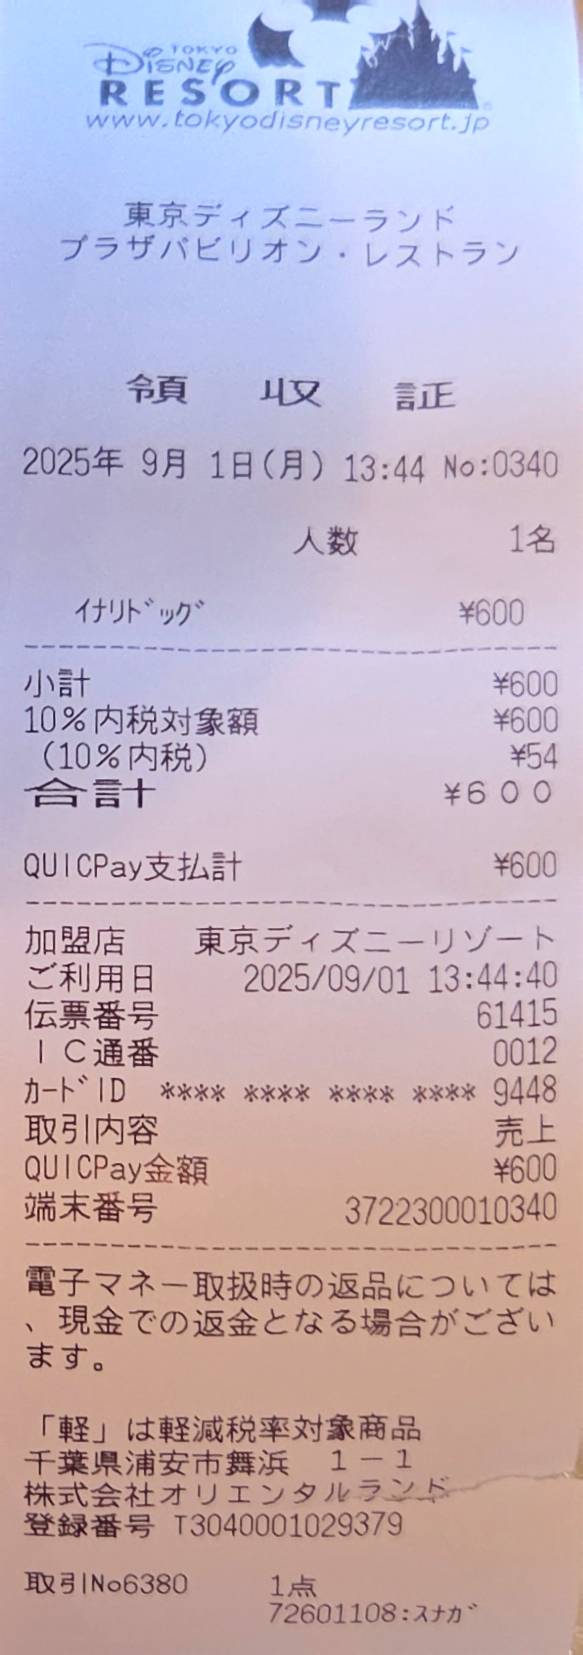 TOKYO
Disney
RESORT
www.tokyodisneyresort.jp
東京ディズニーランド
プラザパビリオン・レストラン
領 収 証
2025年 9月 1日(月) 13:44 No:0340
人数 1名
ｲﾅﾘﾄﾞｯｸﾞ ¥600
小計 ¥600
10%内税対象額 ¥600
(10%内税) ¥54
合計 ¥600
QUICPay支払計 ¥600
加盟店 東京ディズニーリゾート
ご利用日 2025/09/01 13:44:40
伝票番号 61415
ＩＣ通番 0012
ｶｰﾄﾞID **** **** **** **** 9448
取引内容 売上
QUICPay金額 ¥600
端末番号 3722300010340
電子マネー取扱時の返品については
、現金での返金となる場合がござい
ます。
「軽」は軽減税率対象商品
千葉県浦安市舞浜 １－１
株式会社オリエンタルランド
登録番号 T3040001029379
取引No6380 1点
72601108:ｽﾅｶﾞ